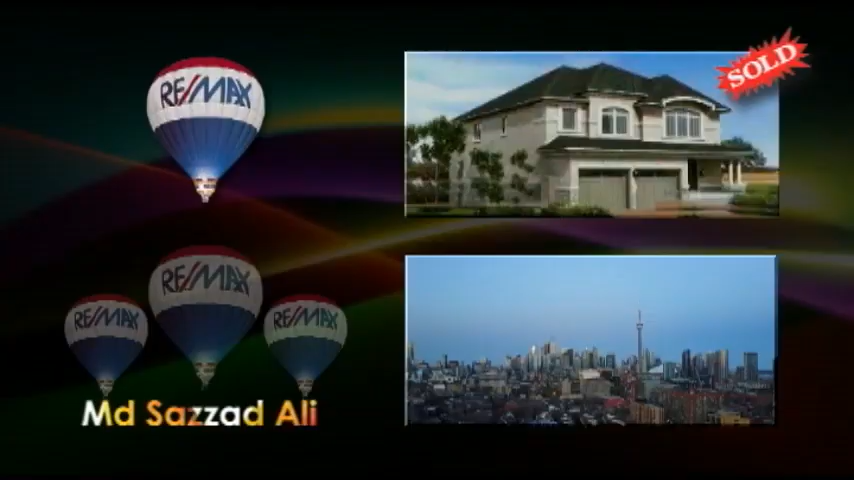 RE/MAX
SOLD
RE/MAX
RE/MAX
RE/MAX
Md Sazzad Ali